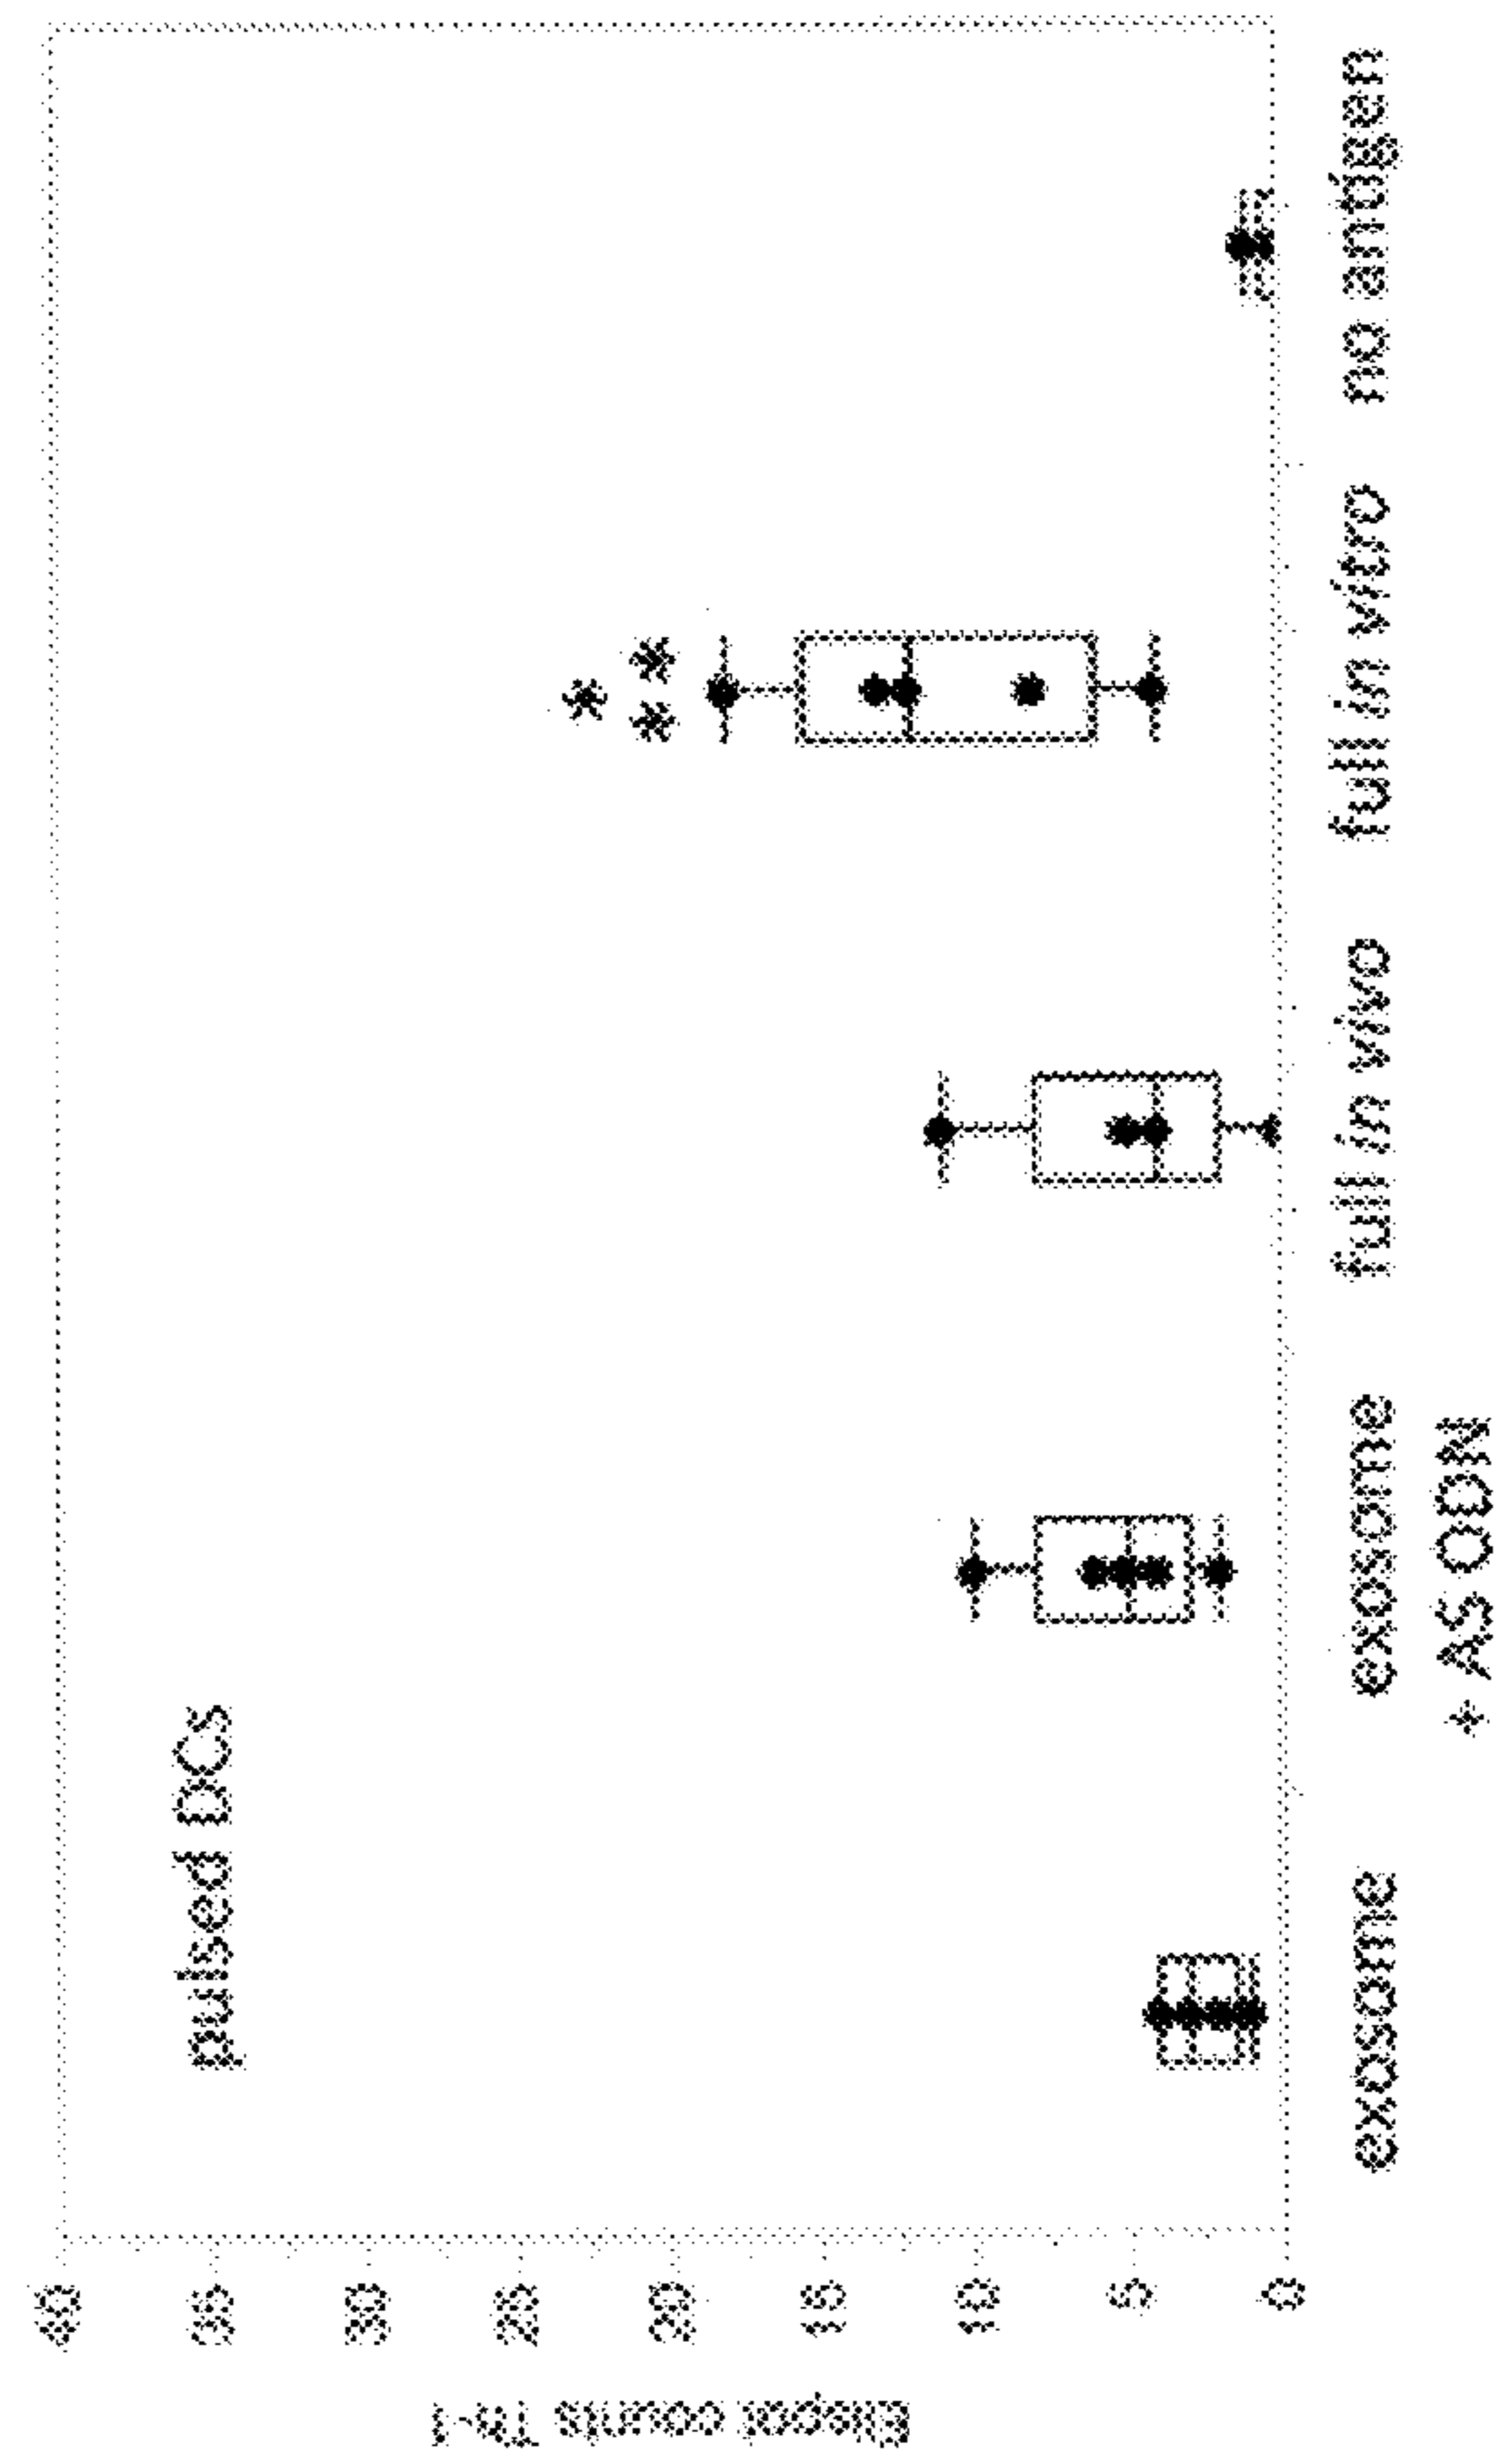 pulsed DCs
Elispot counts Th-1
40
35
30
25
20
15
10
5
0
exosome
exosome
+ AS ODN
full in vivo
full in vitro
no antigen
*
* *